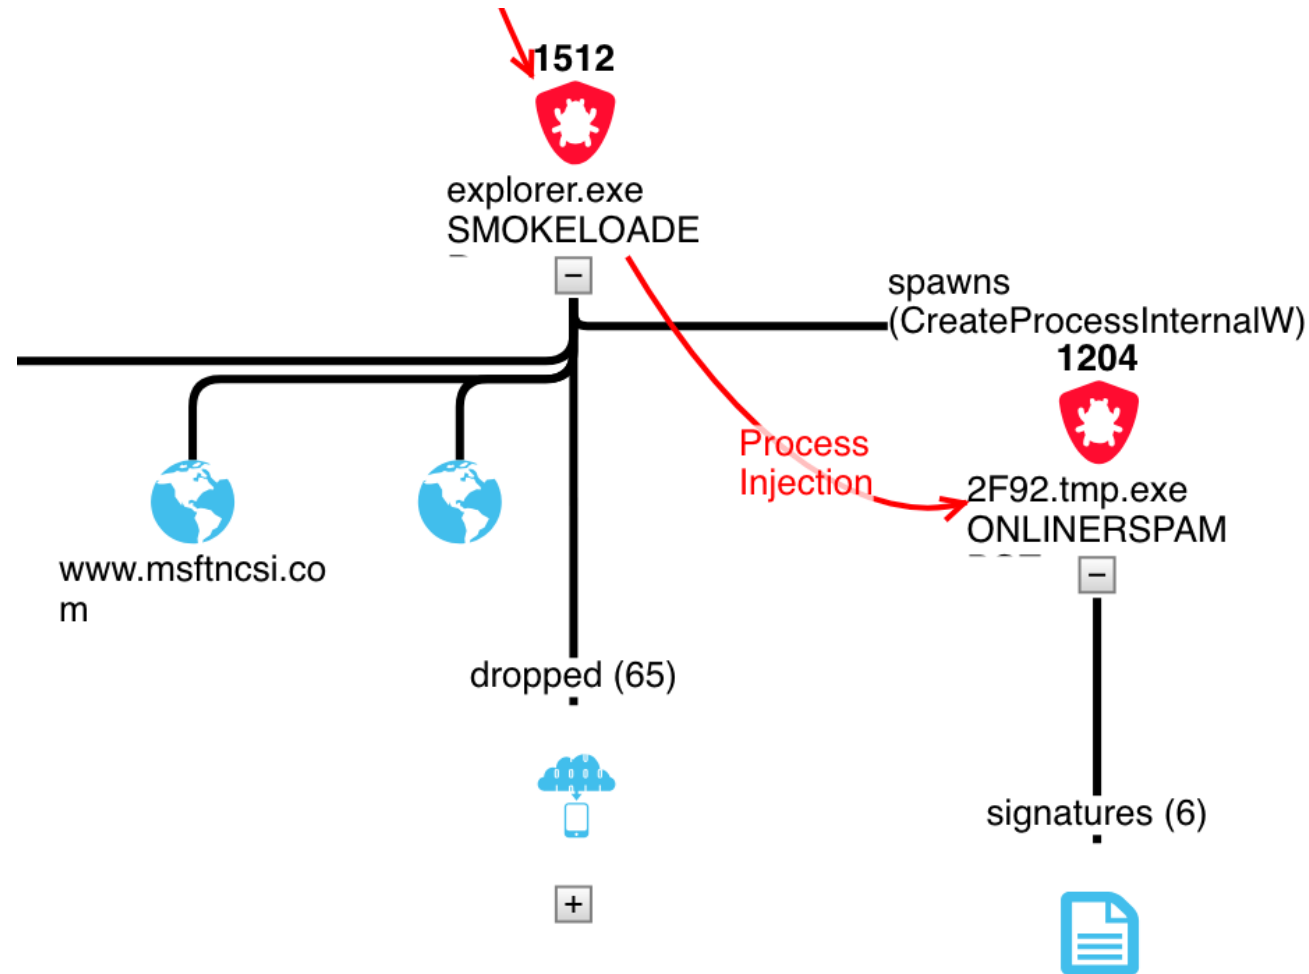 1512
explorer.exe
SMOKELOADE
spawns
(CreateProcessInternalW)
1204
Process
Injection
2F92.tmp.exe
ONLINERSPAM
www.msftncsi.co
m
dropped (65)
signatures (6)